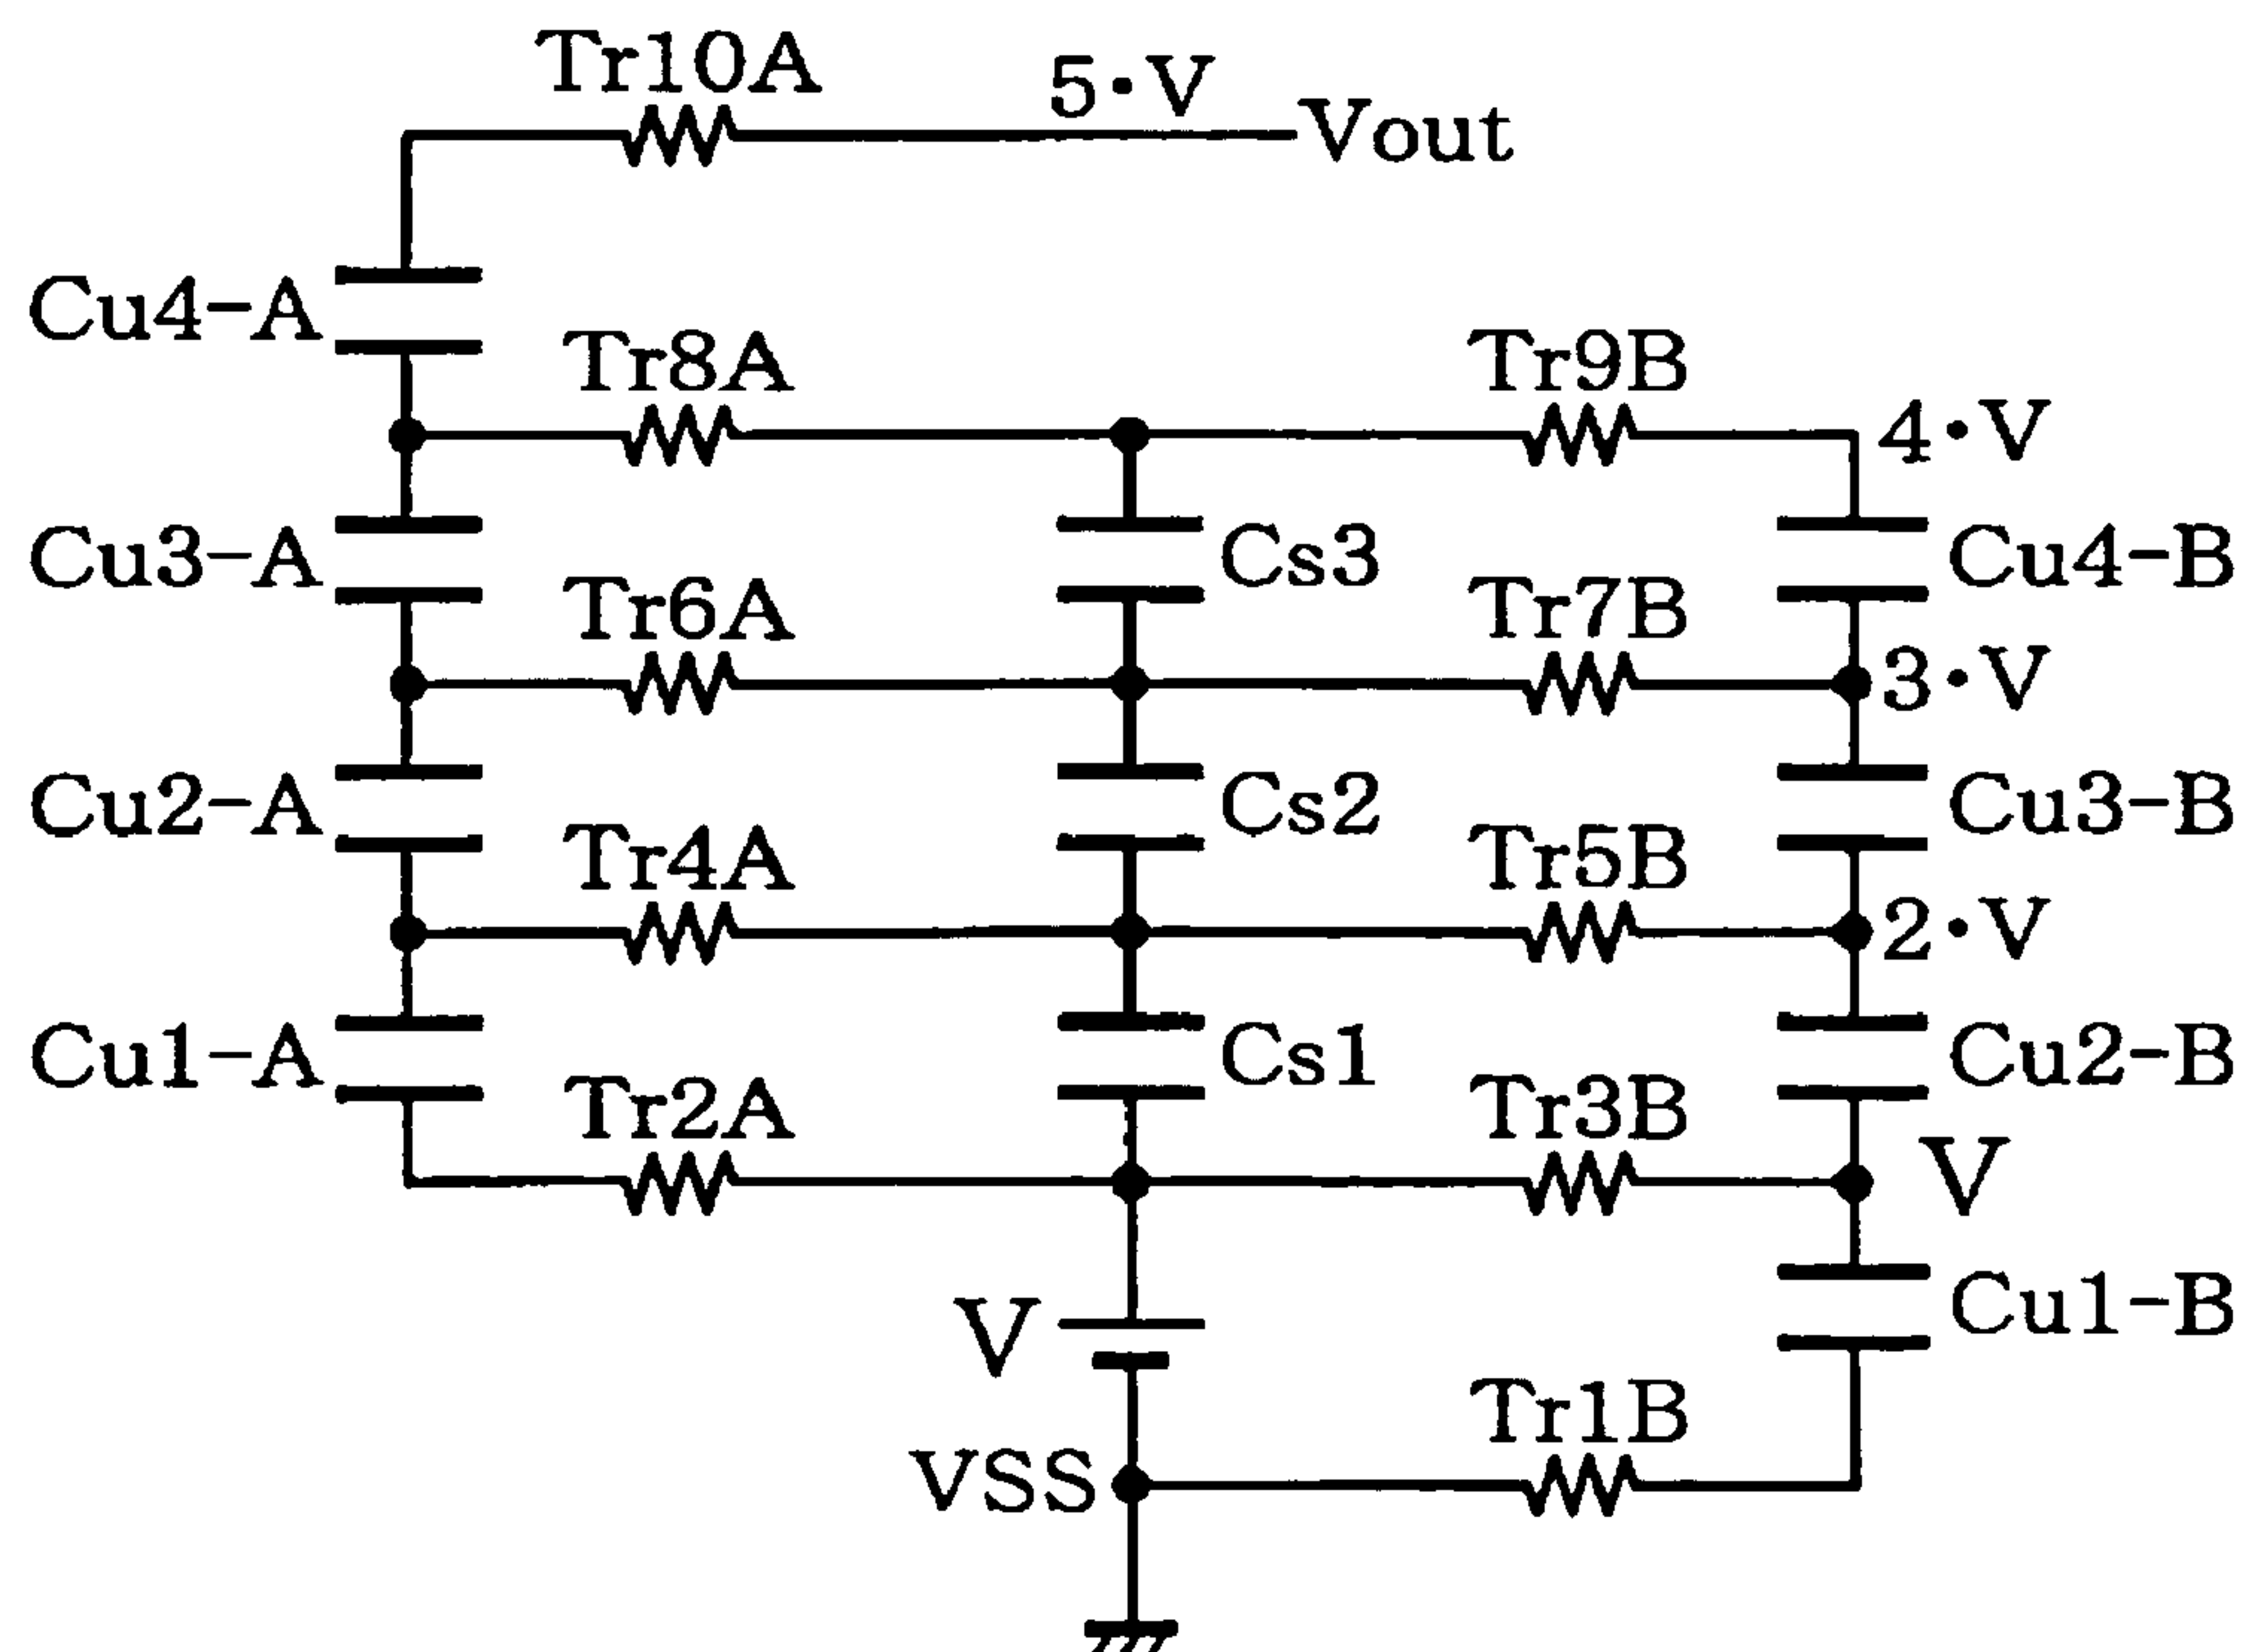 Tr10A
5·V
Vout
Cu4-A
Tr8A
Tr9B
4·V
Cu3-A
Cs3
Cu4-B
Tr6A
Tr7B
3·V
Cu2-A
Cs2
Cu3-B
Tr4A
Tr5B
2·V
Cu1-A
Cs1
Cu2-B
Tr2A
Tr3B
V
V
Cu1-B
Tr1B
VSS